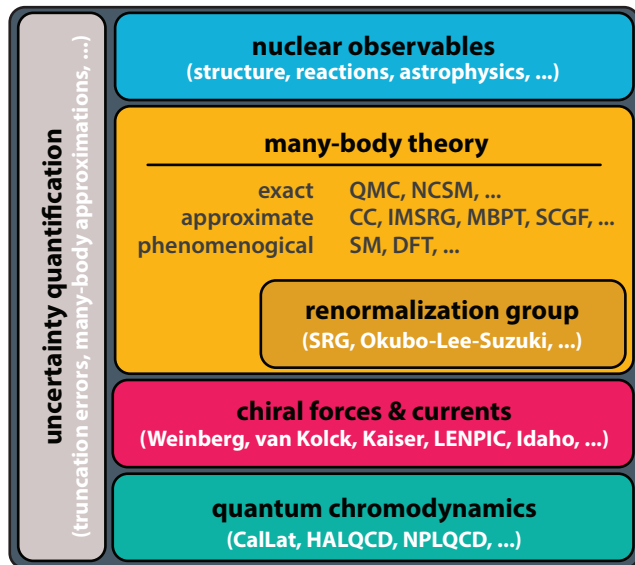 uncertainty quantification
(truncation errors, many-body approximations, ...)
nuclear observables
(structure, reactions, astrophysics, ...)
many-body theory
exact QMC, NCSM, ...
approximate CC, IMSRG, MBPT, SCGF, ...
phenomenogical SM, DFT, ...
renormalization group
(SRG, Okubo-Lee-Suzuki, ...)
chiral forces & currents
(Weinberg, van Kolck, Kaiser, LENPIC, Idaho, ...)
quantum chromodynamics
(CalLat, HALQCD, NPLQCD, ...)